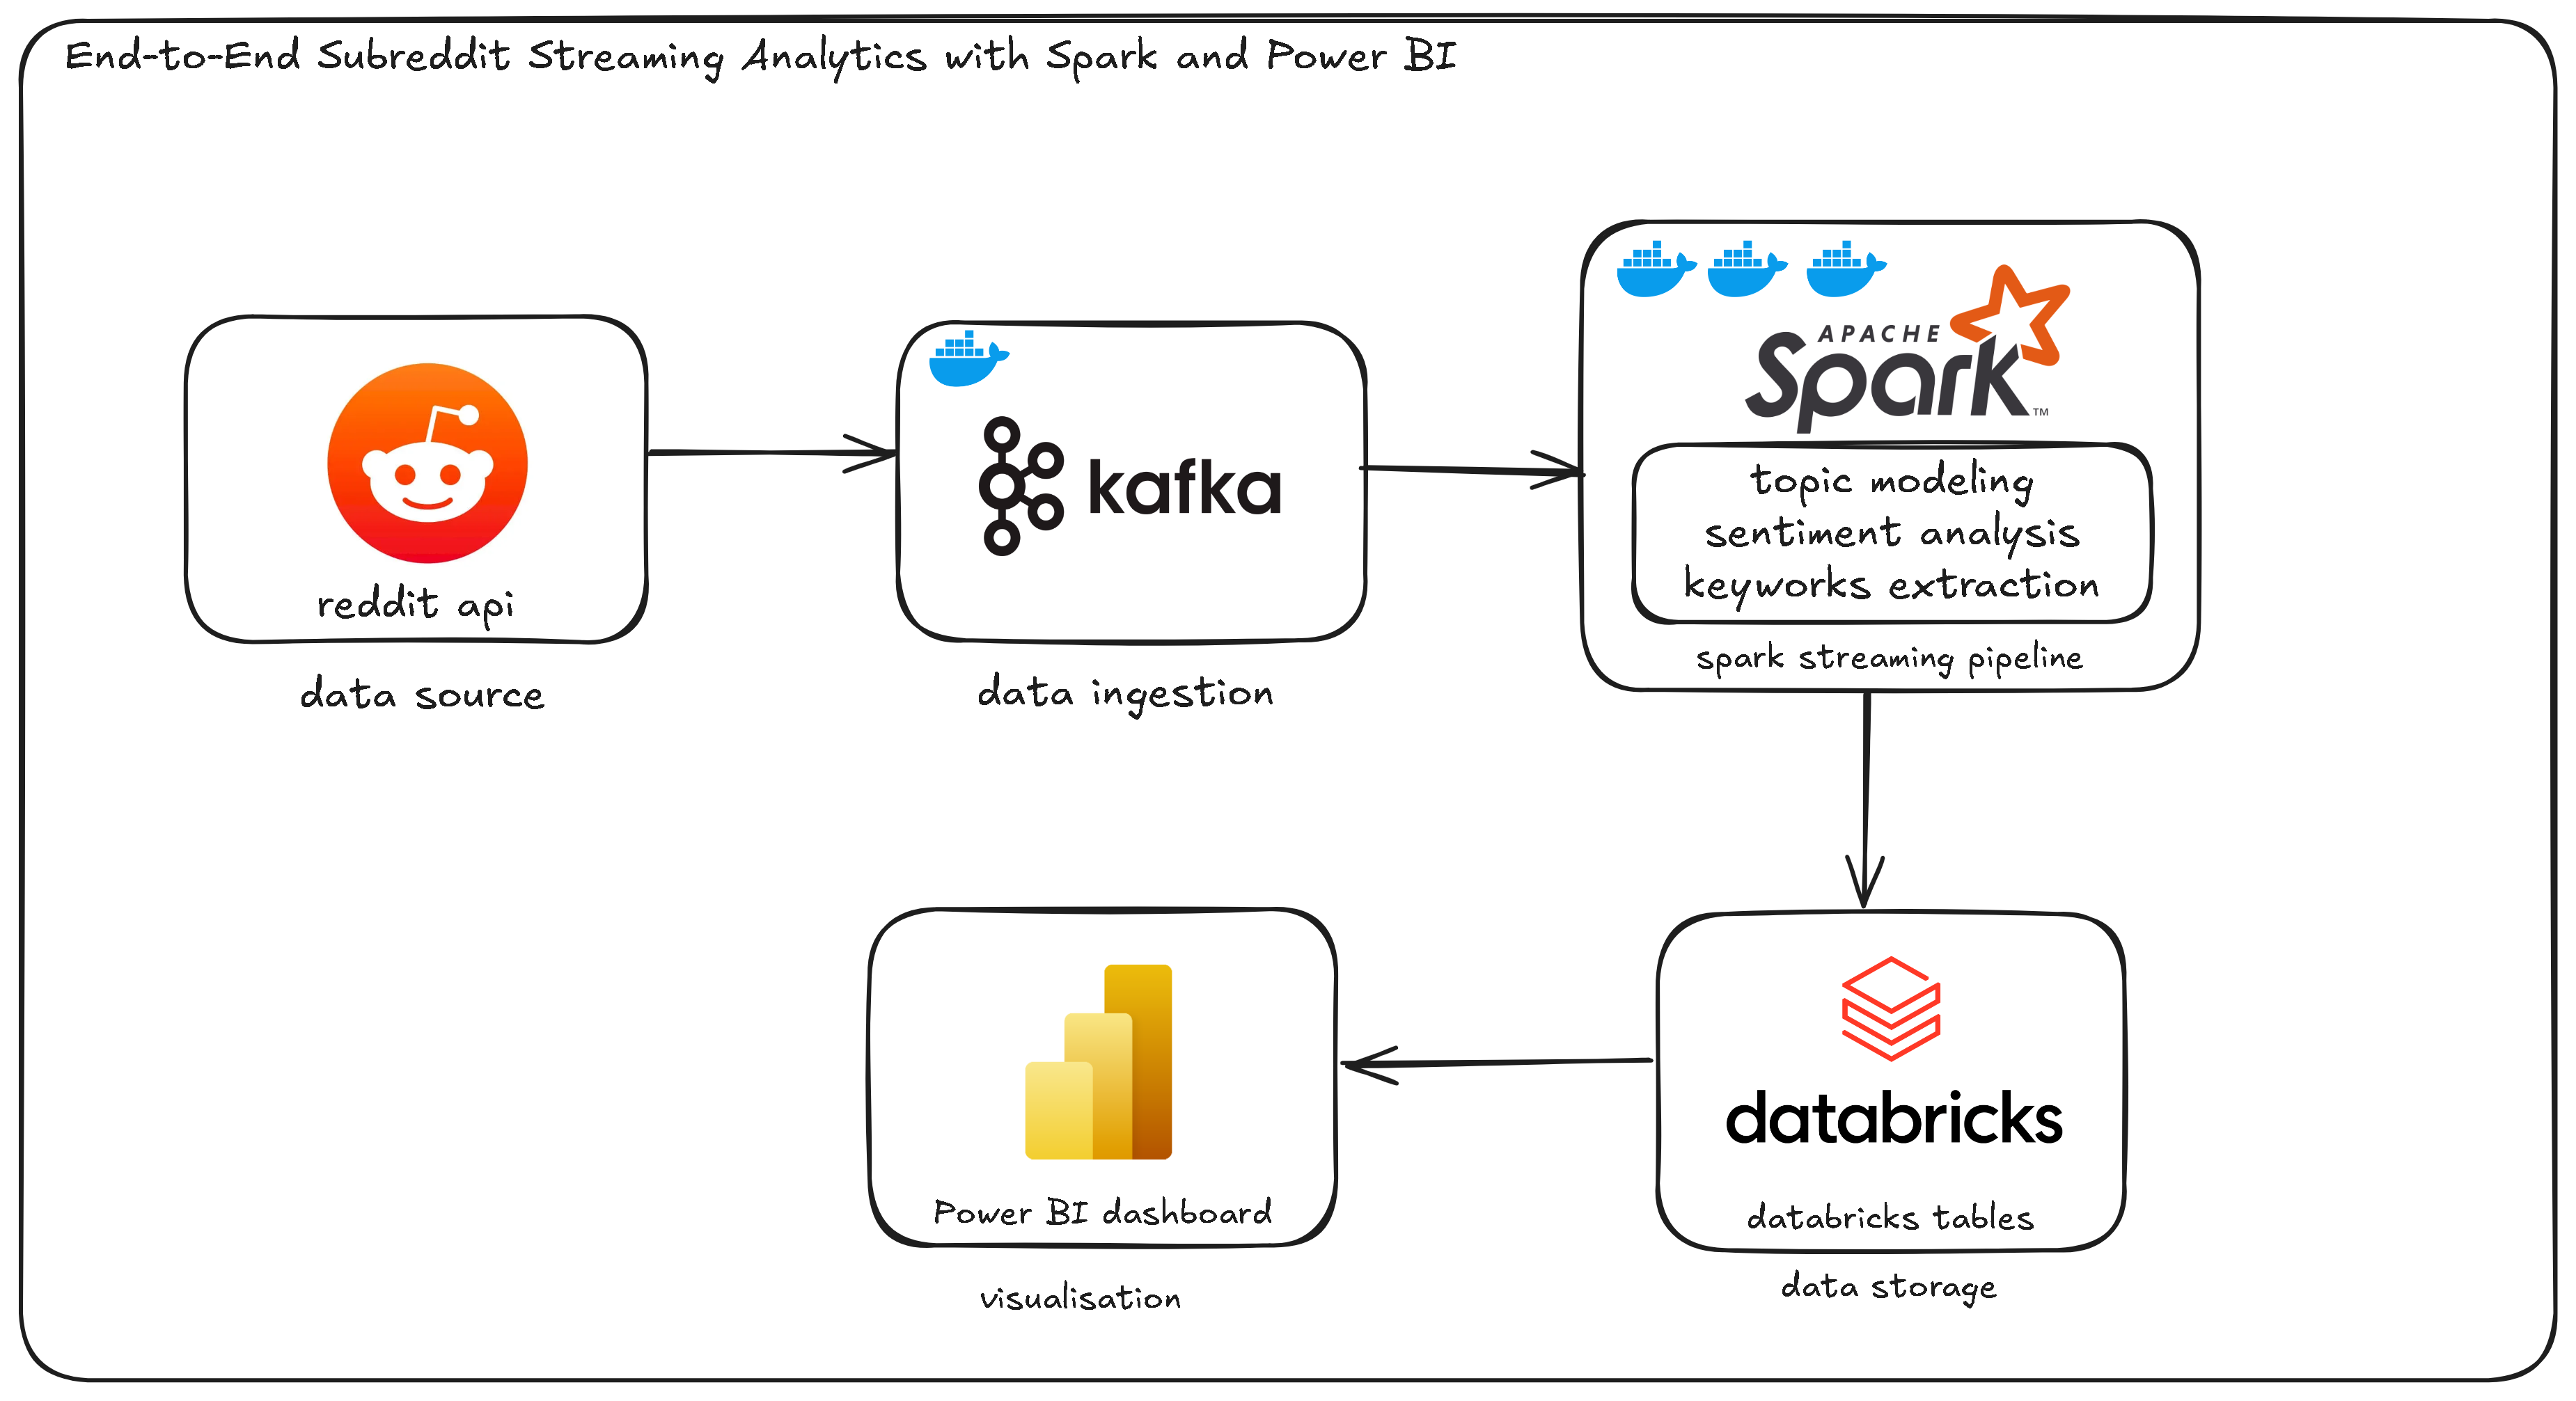 End-to-End Subreddit Streaming Analytics with Spark and Power BI
reddit api
data source
kafka
data ingestion
APACHE
Spark™
topic modeling
sentiment analysis
keyworks extraction
spark streaming pipeline
databricks
databricks tables
data storage
Power BI dashboard
visualisation